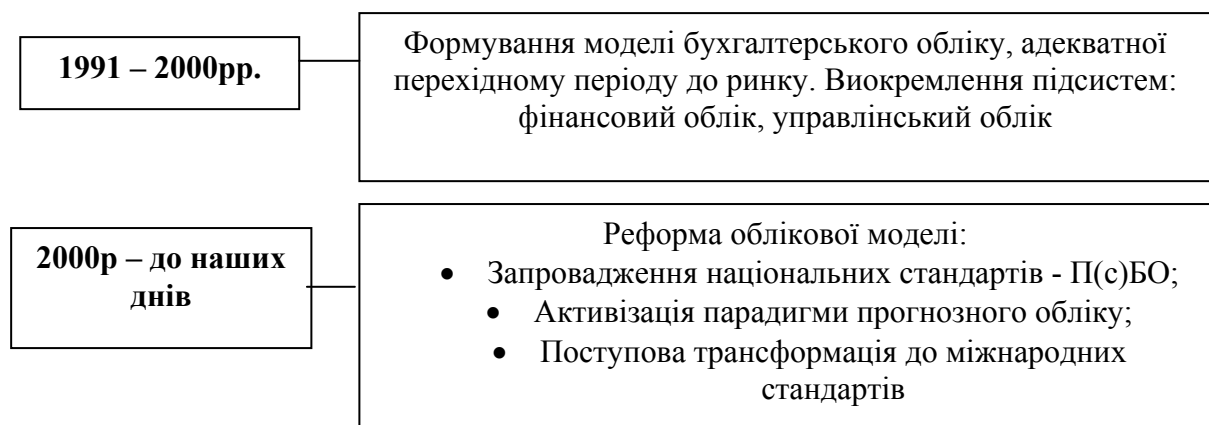 1991 – 2000рр.
Формування моделі бухгалтерського обліку, адекватної
перехідному періоду до ринку. Виокремлення підсистем:
фінансовий облік, управлінський облік
2000р – до наших
днів
Реформа облікової моделі:
• Запровадження національних стандартів - П(с)БО;
• Активізація парадигми прогнозного обліку;
• Поступова трансформація до міжнародних
стандартів